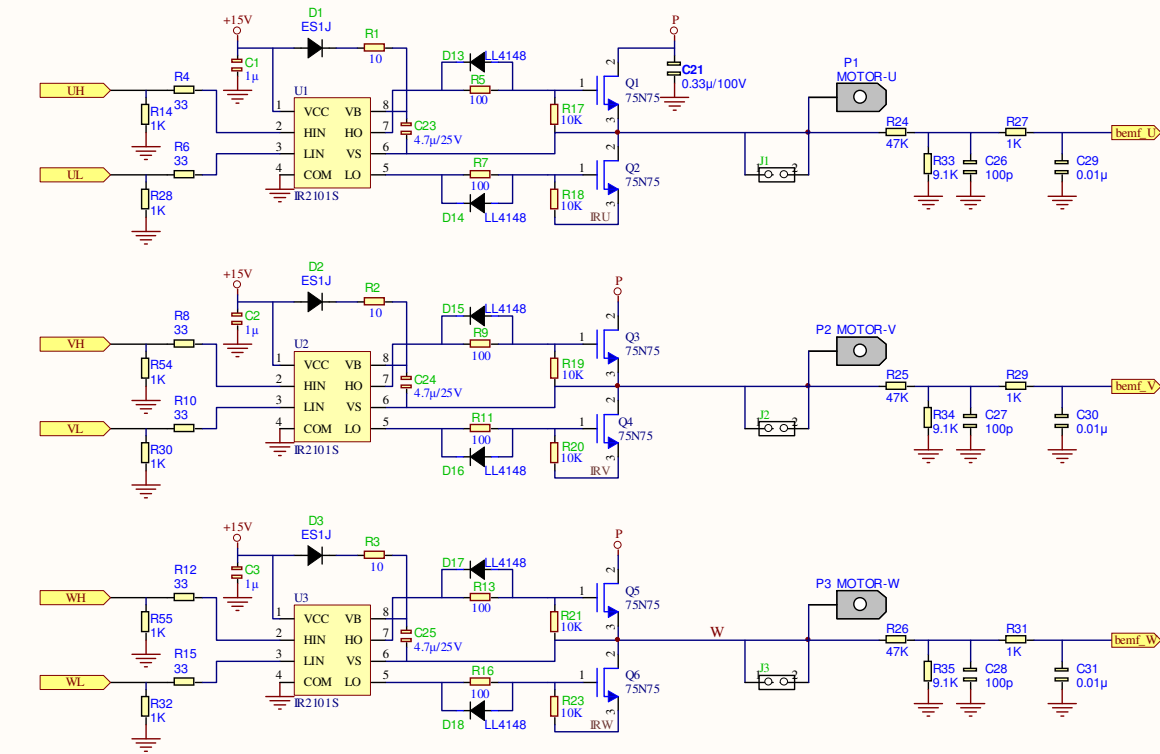 +15V
D1
ES1J
R1
10
C1
1µ
D13
LL4148
R5
100
P
C21
0.33µ/100V
P1
MOTOR-U
UH
R4
33
R14
1K
U1
1 VCC VB 8
2 HIN HO 7
3 LIN VS 6
4 COM LO 5
IR2101S
C23
4.7µ/25V
2
1
Q1
75N75
3
R17
10K
R24
47K
R27
1K
bemf_U
UL
R6
33
R28
1K
R7
100
D14
LL4148
2
1
Q2
75N75
3
R18
10K
IRU
J1
1 2
R33
9.1K
C26
100p
C29
0.01µ
+15V
D2
ES1J
R2
10
C2
1µ
D15
LL4148
R9
100
P
P2 MOTOR-V
VH
R8
33
R54
1K
U2
1 VCC VB 8
2 HIN HO 7
3 LIN VS 6
4 COM LO 5
IR2101S
C24
4.7µ/25V
2
1
Q3
75N75
3
R19
10K
R25
47K
R29
1K
bemf_V
VL
R10
33
R30
1K
R11
100
D16
LL4148
2
1
Q4
75N75
3
R20
10K
IRV
J2
1 2
R34
9.1K
C27
100p
C30
0.01µ
+15V
D3
ES1J
R3
10
C3
1µ
D17
LL4148
R13
100
P
P3 MOTOR-W
WH
R12
33
R55
1K
U3
1 VCC VB 8
2 HIN HO 7
3 LIN VS 6
4 COM LO 5
IR2101S
C25
4.7µ/25V
2
1
Q5
75N75
3
R21
10K
W
R26
47K
R31
1K
bemf_W
WL
R15
33
R32
1K
R16
100
D18
LL4148
2
1
Q6
75N75
3
R23
10K
IRW
J3
1 2
R35
9.1K
C28
100p
C31
0.01µ